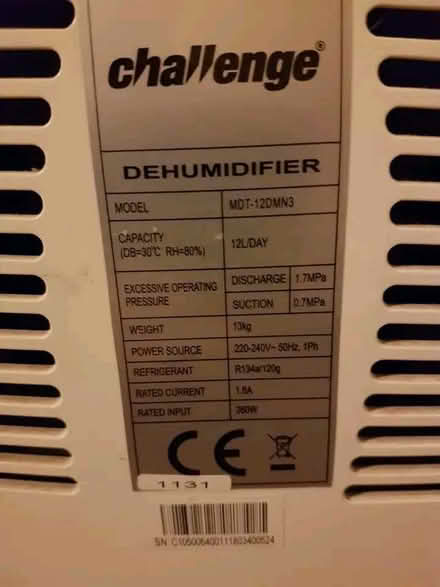 challenge®
DEHUMIDIFIER
MODEL MDT-12DMN3
CAPACITY
(DB=30℃ RH=80%) 12L/DAY
EXCESSIVE OPERATING
PRESSURE
DISCHARGE 1.7MPa
SUCTION 0.7MPa
WEIGHT 13kg
POWER SOURCE 220-240V~ 50Hz, 1Ph
REFRIGERANT R134a/120g
RATED CURRENT 1.6A
RATED INPUT 360W
CE
1131
SN C105006400111803400524